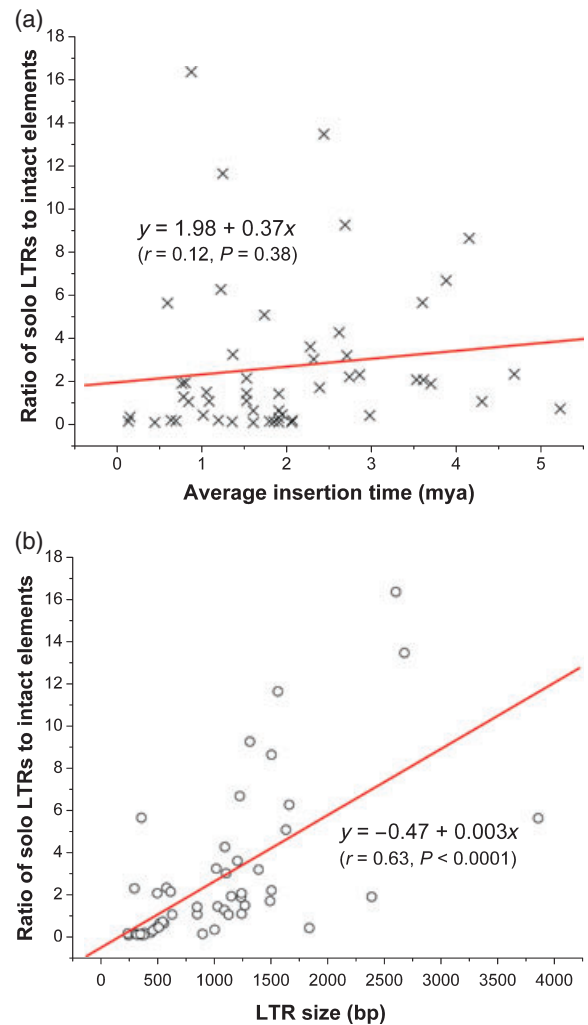 (a)
18
16
14
12
10
8
6
4
2
0
Ratio of solo LTRs to intact elements
y = 1.98 + 0.37x
(r = 0.12, P = 0.38)
0 1 2 3 4 5
Average insertion time (mya)
(b)
18
16
14
12
10
8
6
4
2
0
Ratio of solo LTRs to intact elements
y = −0.47 + 0.003x
(r = 0.63, P < 0.0001)
0 500 1000 1500 2000 2500 3000 3500 4000
LTR size (bp)